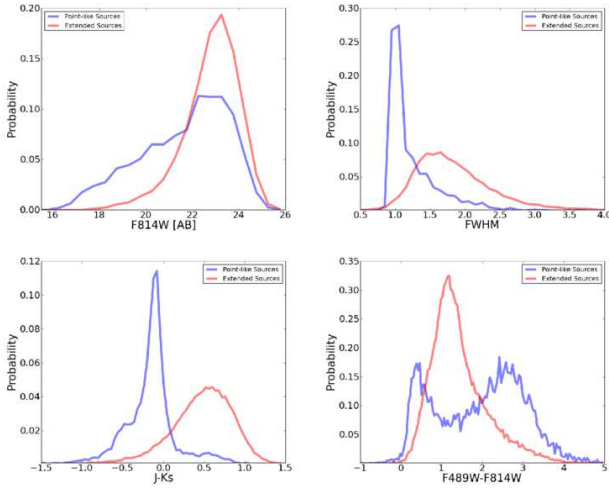 0.20
Point-like Sources
Extended Sources
0.15
0.10
0.05
0.00
Probability
16 18 20 22 24 26
F814W [AB]
0.30
Point-like Sources
Extended Sources
0.25
0.20
0.15
0.10
0.05
Probability
0.5 1.0 1.5 2.0 2.5 3.0 3.5 4.0
FWHM
0.12
Point-like Sources
Extended Sources
0.10
0.08
0.06
0.04
0.02
Probability
−1.5 −1.0 −0.5 0.0 0.5 1.0 1.5
J-Ks
0.35
Point-like Sources
Extended Sources
0.30
0.25
0.20
0.15
0.10
0.05
Probability
−1 0 1 2 3 4 5
F489W-F814W